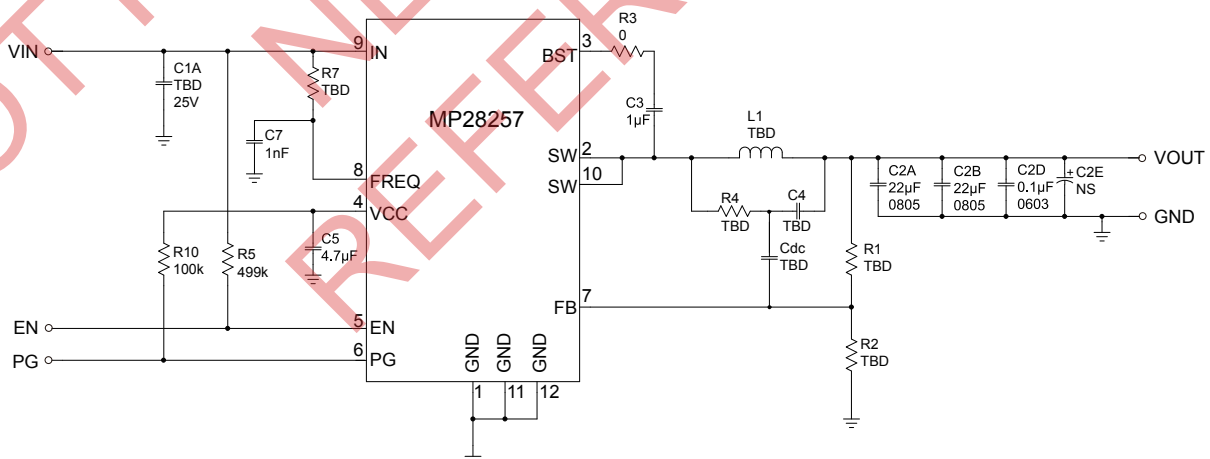 VIN
C1A
TBD
25V
R7
TBD
C7
1nF
9
IN
8
FREQ
4
VCC
R10
100k
R5
499k
C5
4.7µF
EN
5
EN
PG
6
PG
MP28257
GND
GND
GND
1
11
12
BST
3
R3
0
C3
1µF
SW
2
SW
10
L1
TBD
R4
TBD
C4
TBD
Cdc
TBD
FB
7
R1
TBD
R2
TBD
C2A
22µF
0805
C2B
22µF
0805
C2D
0.1µF
0603
+
C2E
NS
VOUT
GND
REFER